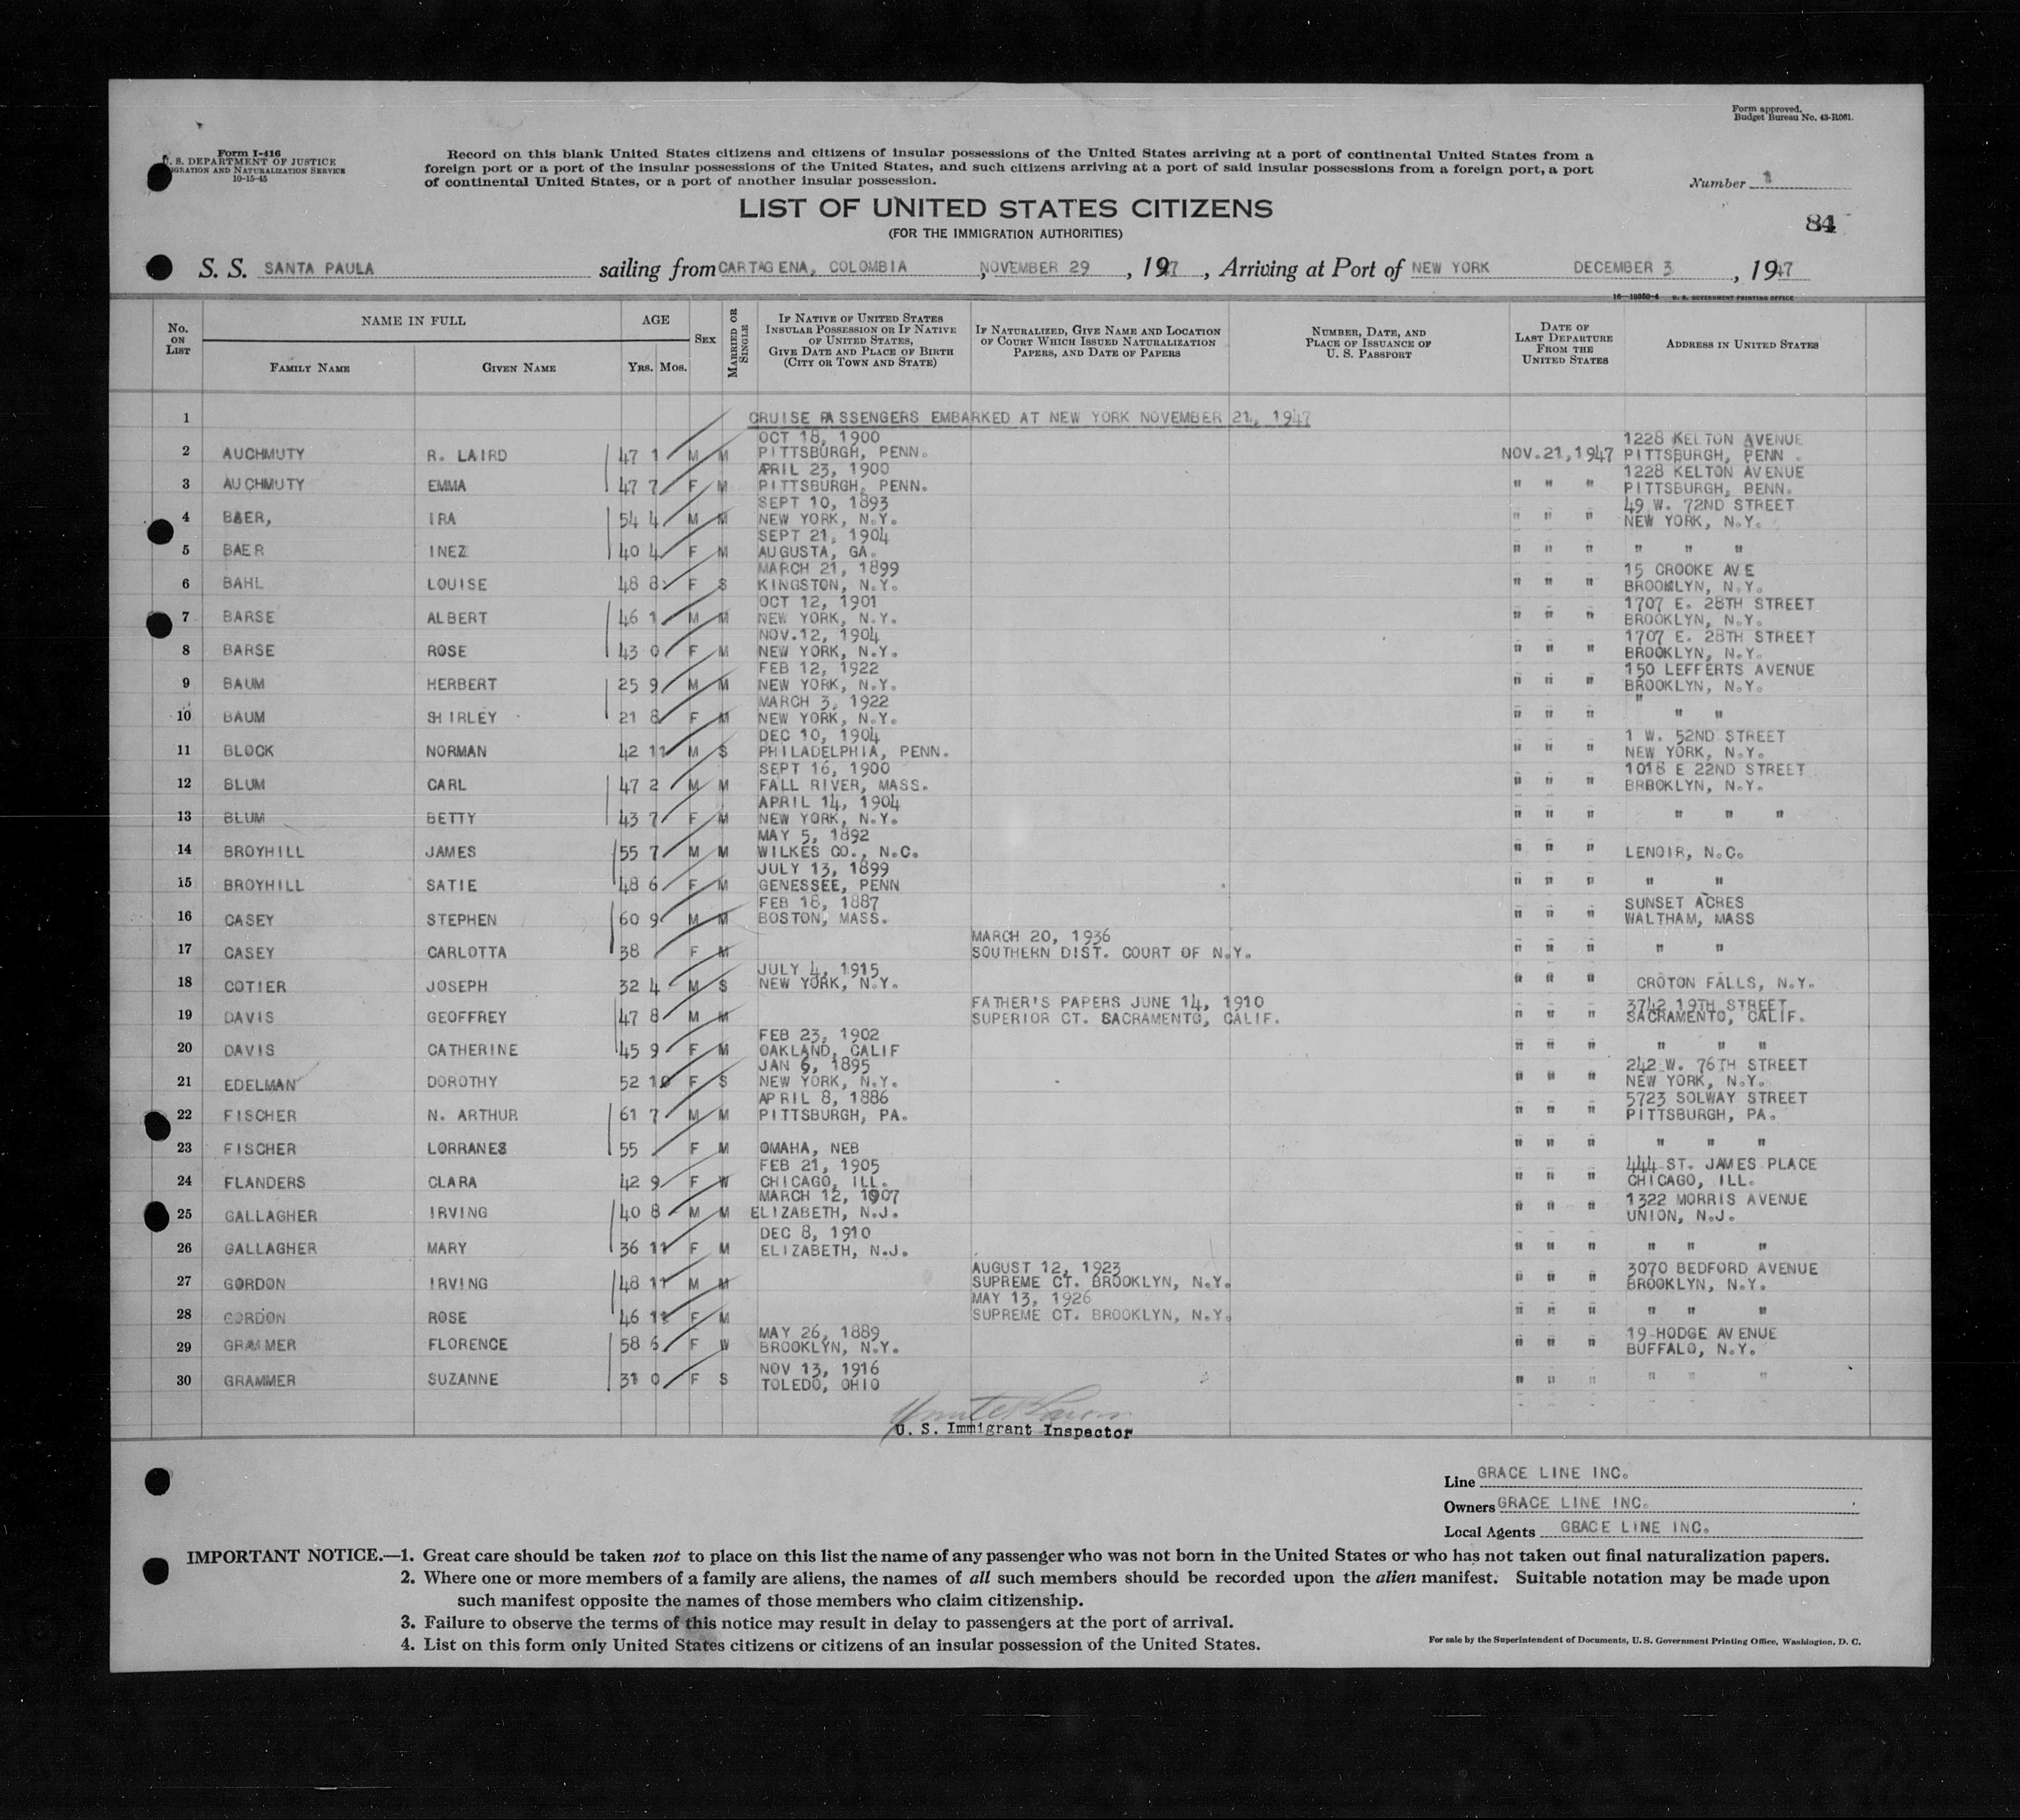 Form approved.
Budget Bureau No. 43-R061.
Form I-416
U. S. DEPARTMENT OF JUSTICE
IGRATION AND NATURALIZATION SERVICE
10-15-45
Record on this blank United States citizens and citizens of insular possessions of the United States arriving at a port of continental United States from a
foreign port or a port of the insular possessions of the United States, and such citizens arriving at a port of said insular possessions from a foreign port, a port
of continental United States, or a port of another insular possession.
Number 1
LIST OF UNITED STATES CITIZENS
84
(FOR THE IMMIGRATION AUTHORITIES)
S. S. SANTA PAULA sailing from CARTAGENA, COLOMBIA, NOVEMBER 29, 1947, Arriving at Port of NEW YORK DECEMBER 3, 1947
16—10350-4 U. S. GOVERNMENT PRINTING OFFICE
No. ON LIST
NAME IN FULL
FAMILY NAME
GIVEN NAME
AGE
YRS. MOS.
SEX
MARRIED OR SINGLE
IF NATIVE OF UNITED STATES
INSULAR POSSESSION OR IF NATIVE
OF UNITED STATES,
GIVE DATE AND PLACE OF BIRTH
(CITY OR TOWN AND STATE)
IF NATURALIZED, GIVE NAME AND LOCATION
OF COURT WHICH ISSUED NATURALIZATION
PAPERS, AND DATE OF PAPERS
NUMBER, DATE, AND
PLACE OF ISSUANCE OF
U. S. PASSPORT
DATE OF
LAST DEPARTURE
FROM THE
UNITED STATES
ADDRESS IN UNITED STATES
1 CRUISE PASSENGERS EMBARKED AT NEW YORK NOVEMBER 21, 1947
OCT 18, 1900 1228 KELTON AVENUE
2 AUCHMUTY R. LAIRD 47 1 M M PITTSBURGH, PENN. NOV.21,1947 PITTSBURGH, PENN.
APRIL 23, 1900 1228 KELTON AVENUE
3 AUCHMUTY EMMA 47 7 F M PITTSBURGH, PENN. " " " PITTSBURGH, PENN.
SEPT 10, 1893 49 W. 72ND STREET
4 BAER, IRA 54 4 M M NEW YORK, N.Y. " " " NEW YORK, N.Y.
SEPT 21, 1904
5 BAER INEZ 40 4 F M AUGUSTA, GA. " " " " " "
MARCH 21, 1899 15 CROOKE AVE
6 BAHL LOUISE 48 8 F S KINGSTON, N.Y. " " " BROOKLYN, N.Y.
OCT 12, 1901 1707 E. 28TH STREET
7 BARSE ALBERT 46 1 M M NEW YORK, N.Y. " " " BROOKLYN, N.Y.
NOV.12, 1904 1707 E. 28TH STREET
8 BARSE ROSE 43 0 F M NEW YORK, N.Y. " " " BROOKLYN, N.Y.
FEB 12, 1922 150 LEFFERTS AVENUE
9 BAUM HERBERT 25 9 M M NEW YORK, N.Y. " " " BROOKLYN, N.Y.
MARCH 3, 1922 "
10 BAUM SHIRLEY 21 8 F M NEW YORK, N.Y. " " " " "
DEC 10, 1904 1 W. 52ND STREET
11 BLOCK NORMAN 42 11 M S PHILADELPHIA, PENN. " " " NEW YORK, N.Y.
SEPT 16, 1900 1018 E 22ND STREET
12 BLUM CARL 47 2 M M FALL RIVER, MASS. " " " BROOKLYN, N.Y.
APRIL 14, 1904
13 BLUM BETTY 43 7 F M NEW YORK, N.Y. " " " " " "
MAY 5, 1892
14 BROYHILL JAMES 55 7 M M WILKES CO., N.C. " " " LENOIR, N.C.
JULY 13, 1899
15 BROYHILL SATIE 48 6 F M GENESSEE, PENN " " " " "
FEB 18, 1887 SUNSET ACRES
16 CASEY STEPHEN 60 9 M M BOSTON, MASS. " " " WALTHAM, MASS
MARCH 20, 1936
17 CASEY CARLOTTA 38 F M SOUTHERN DIST. COURT OF N.Y. " " " " "
JULY 4, 1915
18 COTIER JOSEPH 32 4 M S NEW YORK, N.Y. " " " CROTON FALLS, N.Y.
FATHER'S PAPERS JUNE 14, 1910 3742 19TH STREET
19 DAVIS GEOFFREY 47 8 M M SUPERIOR CT. SACRAMENTO, CALIF. " " " SACRAMENTO, CALIF.
FEB 23, 1902
20 DAVIS CATHERINE 45 9 F M OAKLAND, CALIF " " " " " "
JAN 6, 1895 242 W. 76TH STREET
21 EDELMAN DOROTHY 52 10 F S NEW YORK, N.Y. " " " NEW YORK, N.Y.
APRIL 8, 1886 5723 SOLWAY STREET
22 FISCHER N. ARTHUR 61 7 M M PITTSBURGH, PA. " " " PITTSBURGH, PA.
23 FISCHER LORRANES 55 F M OMAHA, NEB " " " " " "
FEB 21, 1905 444 ST. JAMES PLACE
24 FLANDERS CLARA 42 9 F W CHICAGO, ILL. " " " CHICAGO, ILL.
MARCH 12, 1907 1322 MORRIS AVENUE
25 GALLAGHER IRVING 40 8 M M ELIZABETH, N.J. " " " UNION, N.J.
DEC 8, 1910
26 GALLAGHER MARY 36 11 F M ELIZABETH, N.J. " " " " " "
AUGUST 12, 1923 3070 BEDFORD AVENUE
27 GORDON IRVING 48 11 M M SUPREME CT. BROOKLYN, N.Y. " " " BROOKLYN, N.Y.
MAY 13, 1926
28 GORDON ROSE 46 11 F M SUPREME CT. BROOKLYN, N.Y. " " " " " "
MAY 26, 1889 19 HODGE AVENUE
29 GRAMMER FLORENCE 58 6 F W BROOKLYN, N.Y. " " " BUFFALO, N.Y.
NOV 13, 1916
30 GRAMMER SUZANNE 31 0 F S TOLEDO, OHIO " " " " " "
U. S. Immigrant Inspector
Line GRACE LINE INC.
Owners GRACE LINE INC.
Local Agents GRACE LINE INC.
IMPORTANT NOTICE.—1. Great care should be taken not to place on this list the name of any passenger who was not born in the United States or who has not taken out final naturalization papers.
2. Where one or more members of a family are aliens, the names of all such members should be recorded upon the alien manifest. Suitable notation may be made upon
such manifest opposite the names of those members who claim citizenship.
3. Failure to observe the terms of this notice may result in delay to passengers at the port of arrival.
4. List on this form only United States citizens or citizens of an insular possession of the United States.
For sale by the Superintendent of Documents, U. S. Government Printing Office, Washington, D. C.